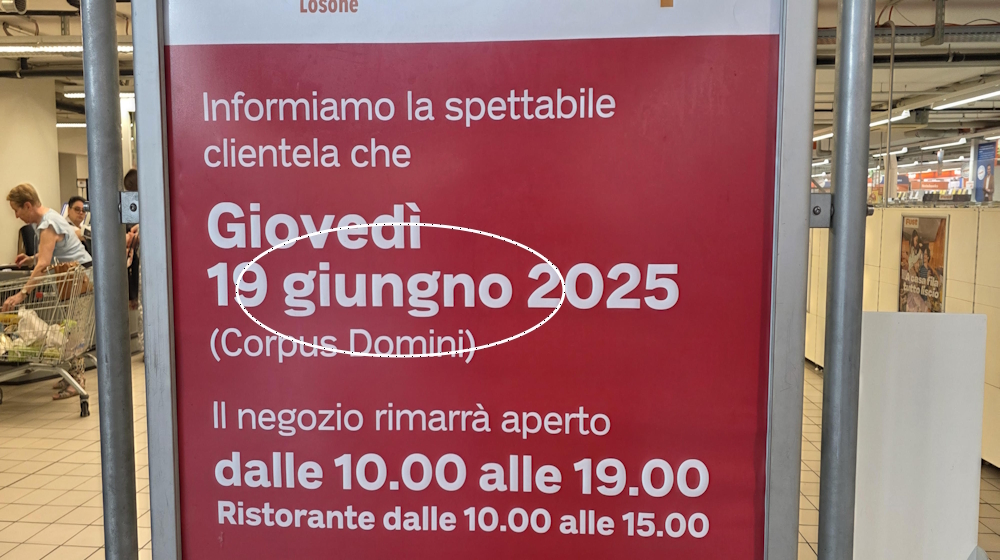 Losone
Informiamo la spettabile
clientela che
Giovedì
19 giungno 2025
(Corpus Domini)
Il negozio rimarrà aperto
dalle 10.00 alle 19.00
Ristorante dalle 10.00 alle 15.00